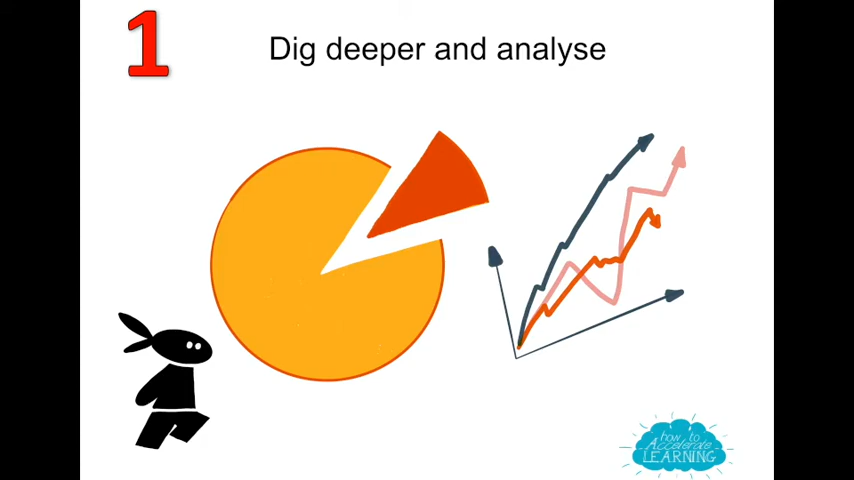 1
Dig deeper and analyse
how to
Accelerate
LEARNING